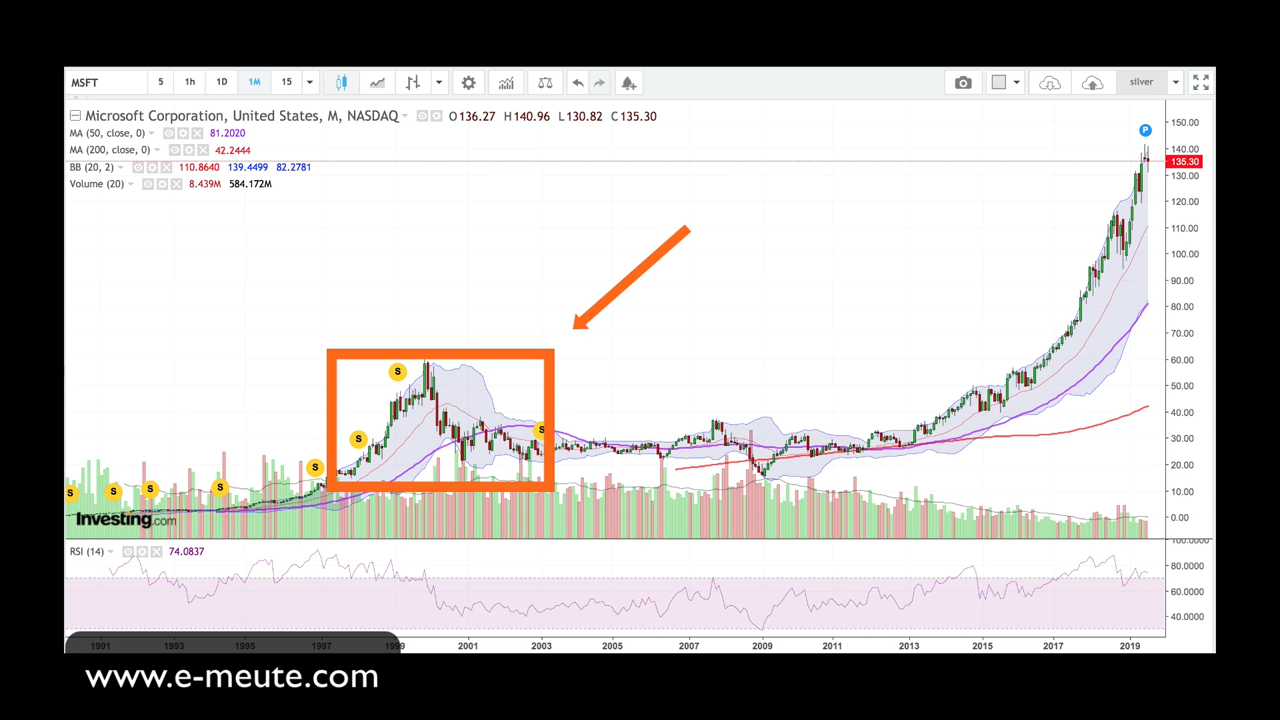 MSFT 5 1h 1D 1M 15 silver
Microsoft Corporation, United States, M, NASDAQ O136.27 H140.96 L130.82 C135.30
MA (50, close, 0) 81.2020
MA (200, close, 0) 42.2444
BB (20, 2) 110.8640 139.4499 82.2781
Volume (20) 8.439M 584.172M
P
150.00
140.00
135.30
130.00
120.00
110.00
100.00
90.00
80.00
70.00
60.00
50.00
40.00
30.00
20.00
10.00
0.00
S
S
S
S
S
S
S
S
S
Investing.com
RSI (14) 74.0837
100.0000
80.0000
60.0000
40.0000
1991 1993 1995 1997 1999 2001 2003 2005 2007 2009 2011 2013 2015 2017 2019
www.e-meute.com